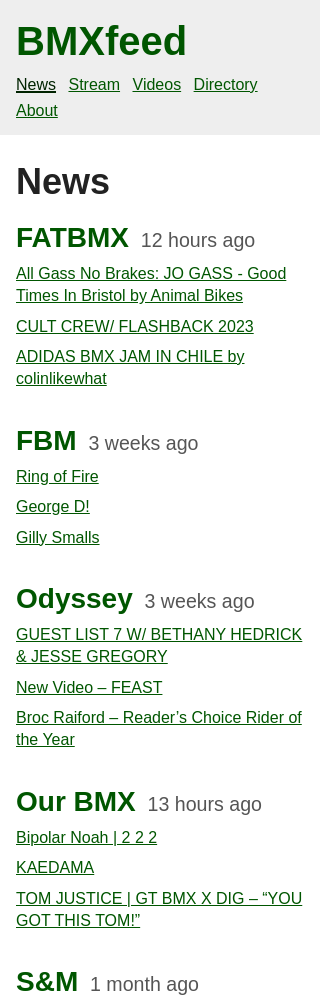 BMXfeed
News Stream Videos Directory
About
News
FATBMX 12 hours ago
All Gass No Brakes: JO GASS - Good
Times In Bristol by Animal Bikes
CULT CREW/ FLASHBACK 2023
ADIDAS BMX JAM IN CHILE by
colinlikewhat
FBM 3 weeks ago
Ring of Fire
George D!
Gilly Smalls
Odyssey 3 weeks ago
GUEST LIST 7 W/ BETHANY HEDRICK
& JESSE GREGORY
New Video – FEAST
Broc Raiford – Reader’s Choice Rider of
the Year
Our BMX 13 hours ago
Bipolar Noah | 2 2 2
KAEDAMA
TOM JUSTICE | GT BMX X DIG – “YOU
GOT THIS TOM!”
S&M 1 month ago